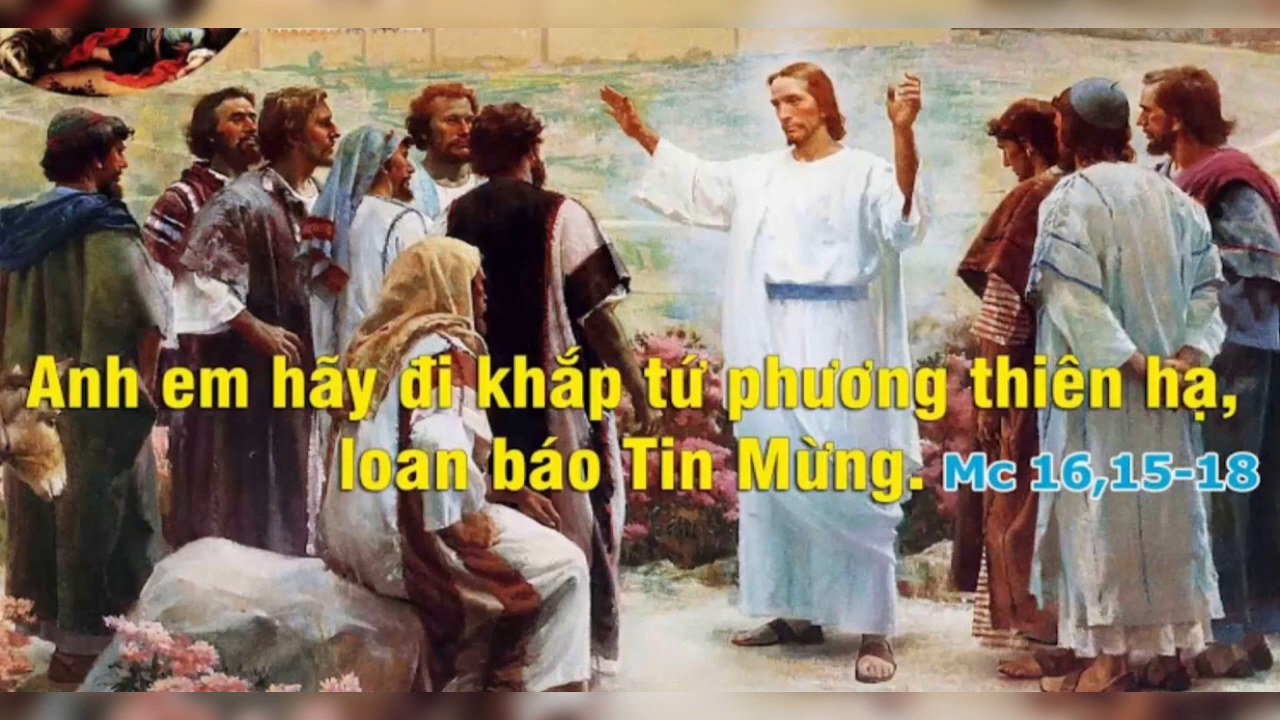 Anh em hãy đi khắp tứ phương thiên hạ,
loan báo Tin Mừng. Mc 16,15-18